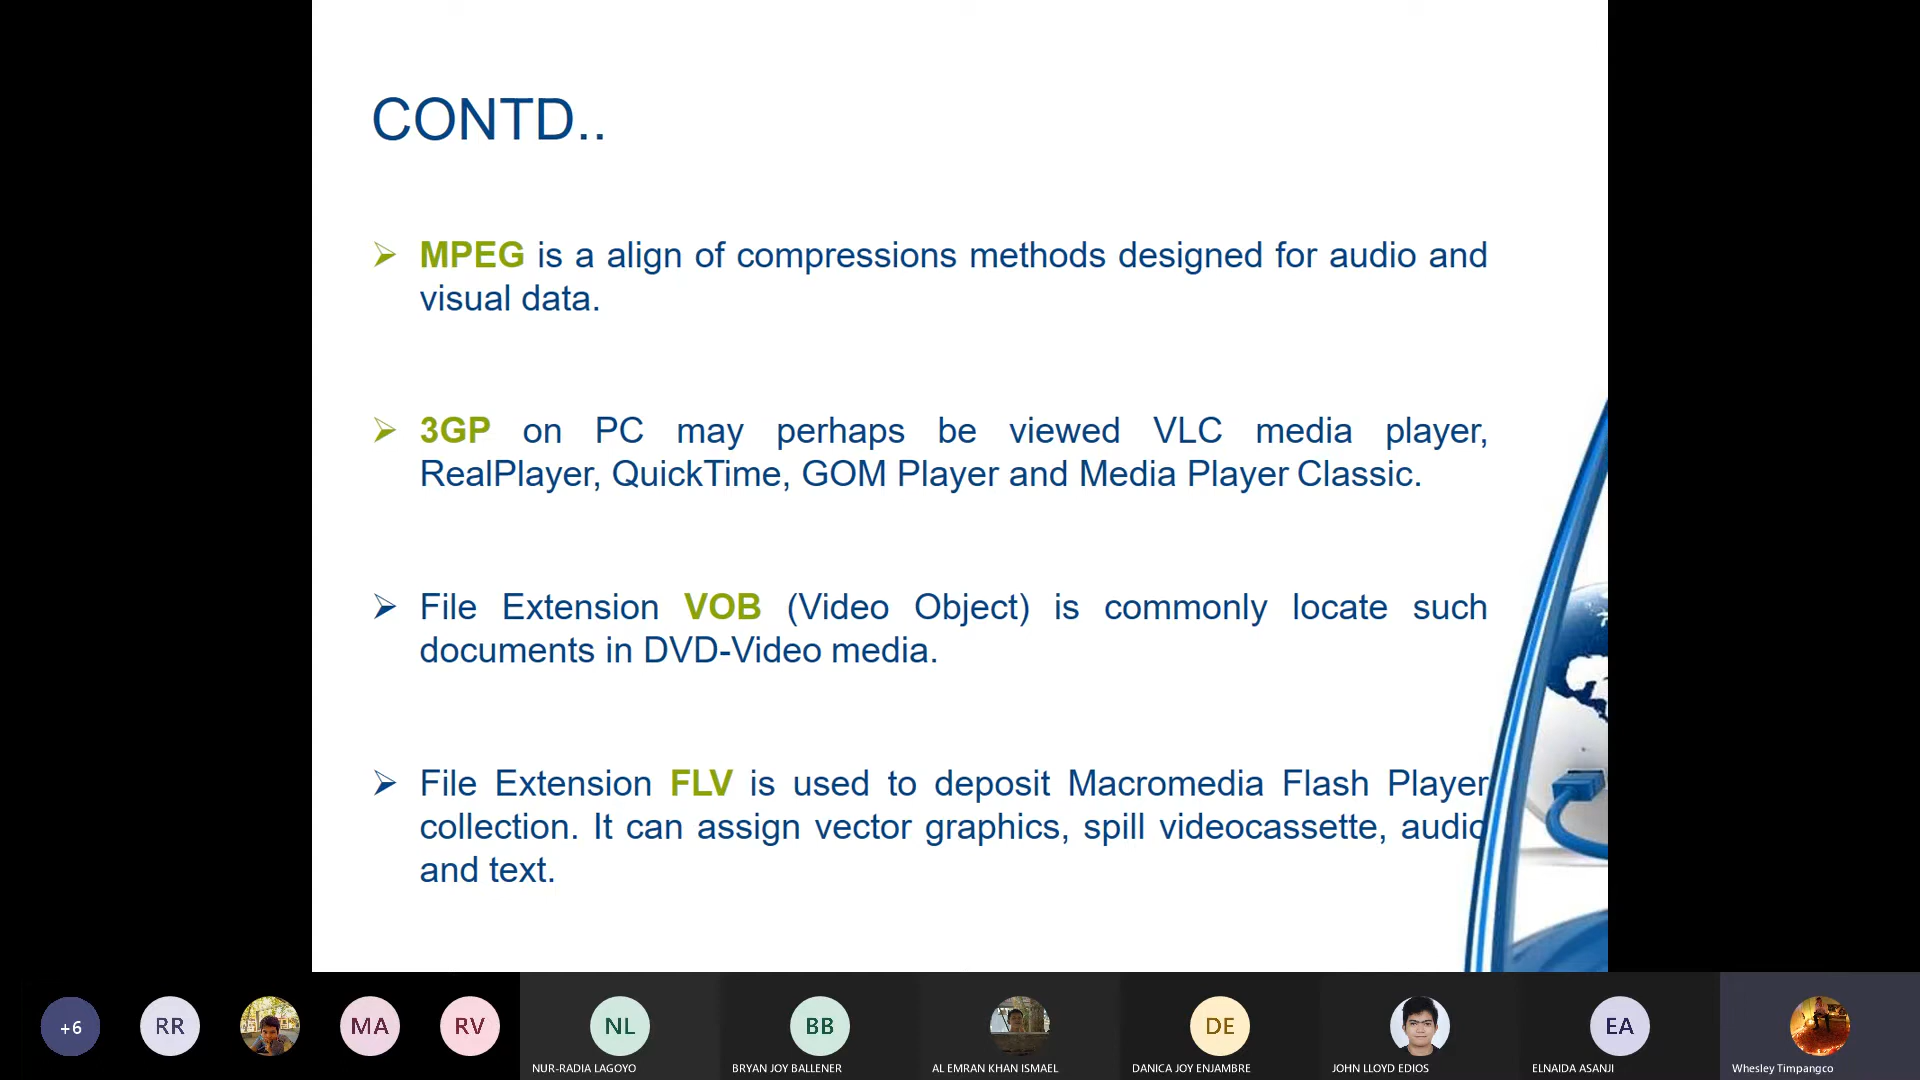 CONTD..
MPEG is a align of compressions methods designed for audio and
visual data.
3GP on PC may perhaps be viewed VLC media player,
RealPlayer, QuickTime, GOM Player and Media Player Classic.
File Extension VOB (Video Object) is commonly locate such
documents in DVD-Video media.
File Extension FLV is used to deposit Macromedia Flash Player
collection. It can assign vector graphics, spill videocassette, audio
and text.
+6 RR MA RV NL BB DE EA
NUR-RADIA LAGOYO BRYAN JOY BALLENER AL EMRAN KHAN ISMAEL DANICA JOY ENJAMBRE JOHN LLOYD EDIOS ELNAIDA ASANJI Whesley Timpangco